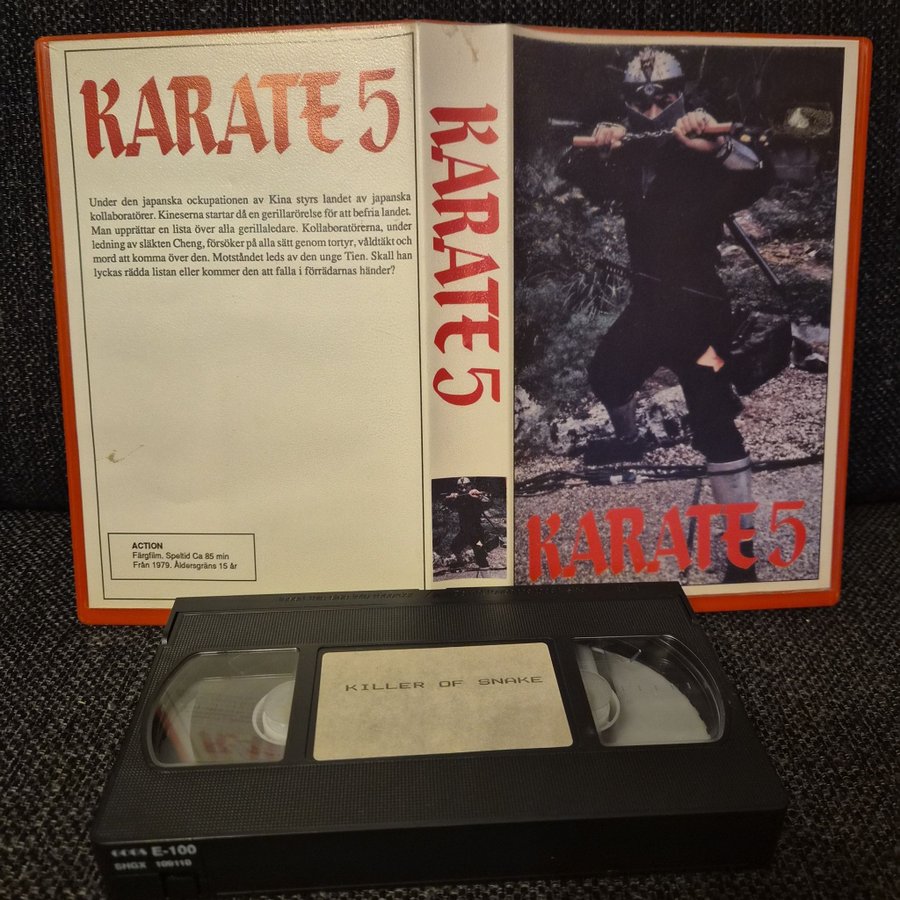 KARATE 5
Under den japanska ockupationen av Kina styrs landet av japanska
kollaboratörer. Kineserna startar då en gerillarörelse för att befria landet.
Man upprättar en lista över alla gerillaledare. Kollaboratörerna, under
ledning av släkten Cheng, försöker på alla sätt genom tortyr, våldtäkt och
mord att komma över den. Motståndet leds av den unge Tien. Skall han
lyckas rädda listan eller kommer den att falla i förrädarnas händer?
ACTION
Färgfilm. Speltid Ca 85 min
Från 1979. Åldersgräns 15 år
KARATE 5
KARATE 5
KILLER OF SNAKE
E-100
109110